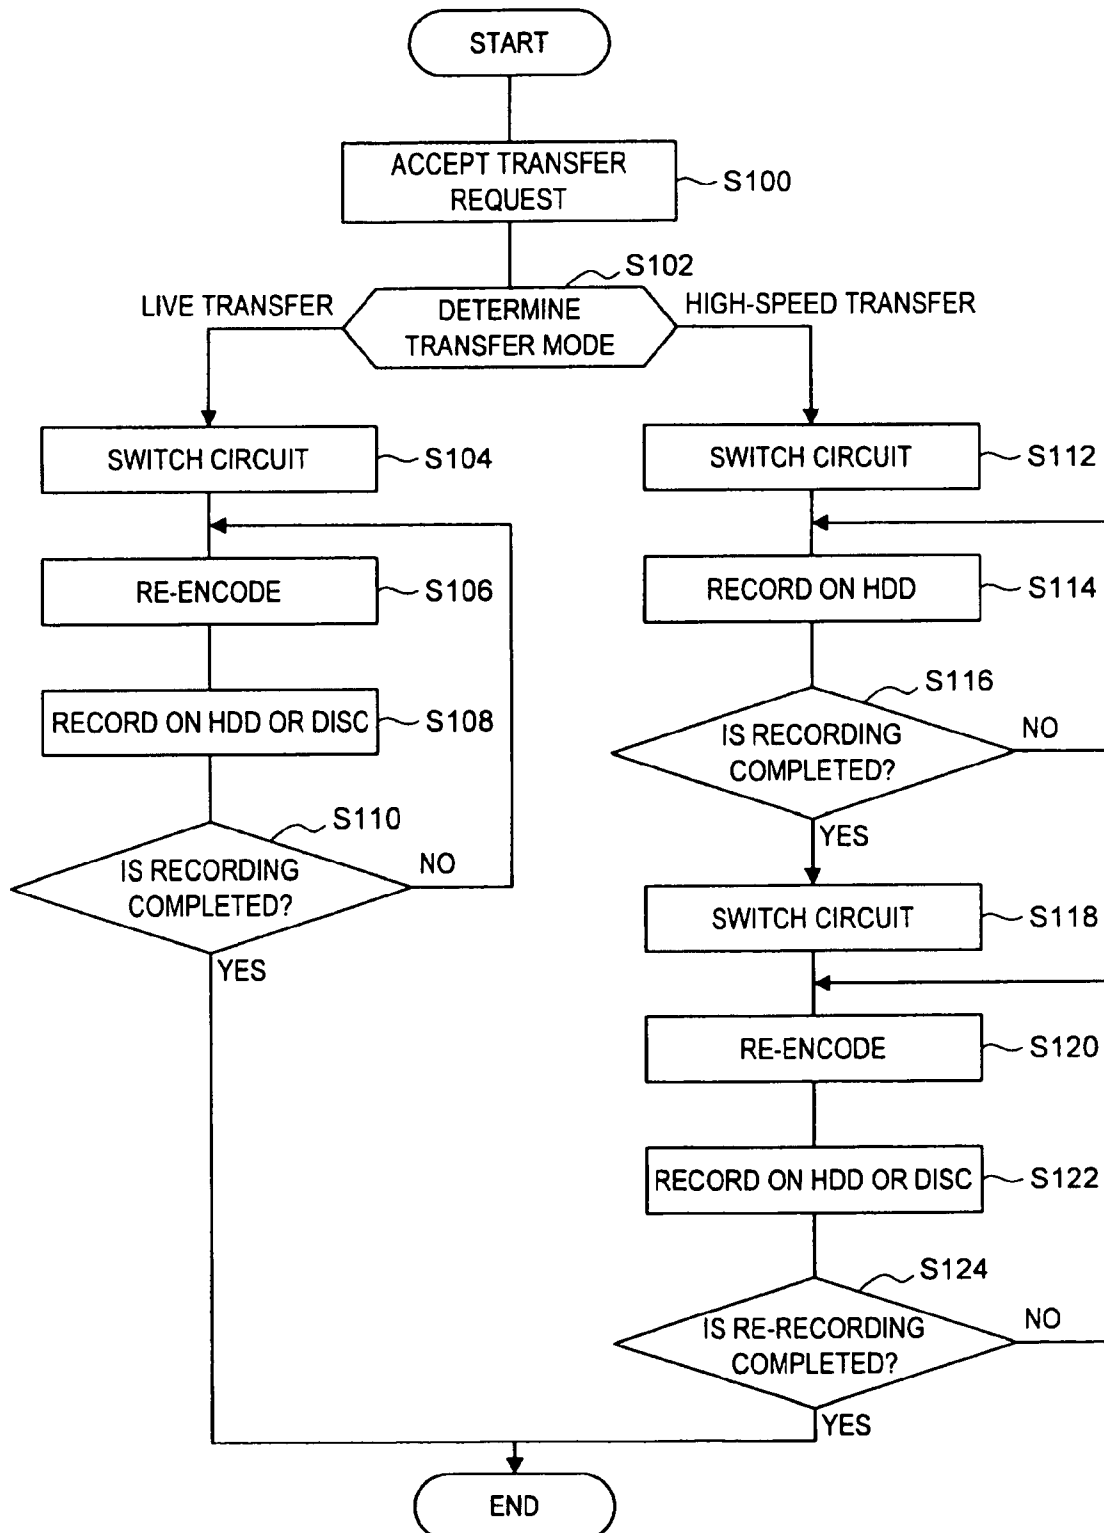 START
ACCEPT TRANSFER
REQUEST
S100
S102
LIVE TRANSFER
DETERMINE
TRANSFER MODE
HIGH-SPEED TRANSFER
SWITCH CIRCUIT
S104
RE-ENCODE
S106
RECORD ON HDD OR DISC
S108
S110
IS RECORDING
COMPLETED?
NO
YES
SWITCH CIRCUIT
S112
RECORD ON HDD
S114
S116
IS RECORDING
COMPLETED?
NO
YES
SWITCH CIRCUIT
S118
RE-ENCODE
S120
RECORD ON HDD OR DISC
S122
S124
IS RE-RECORDING
COMPLETED?
NO
YES
END